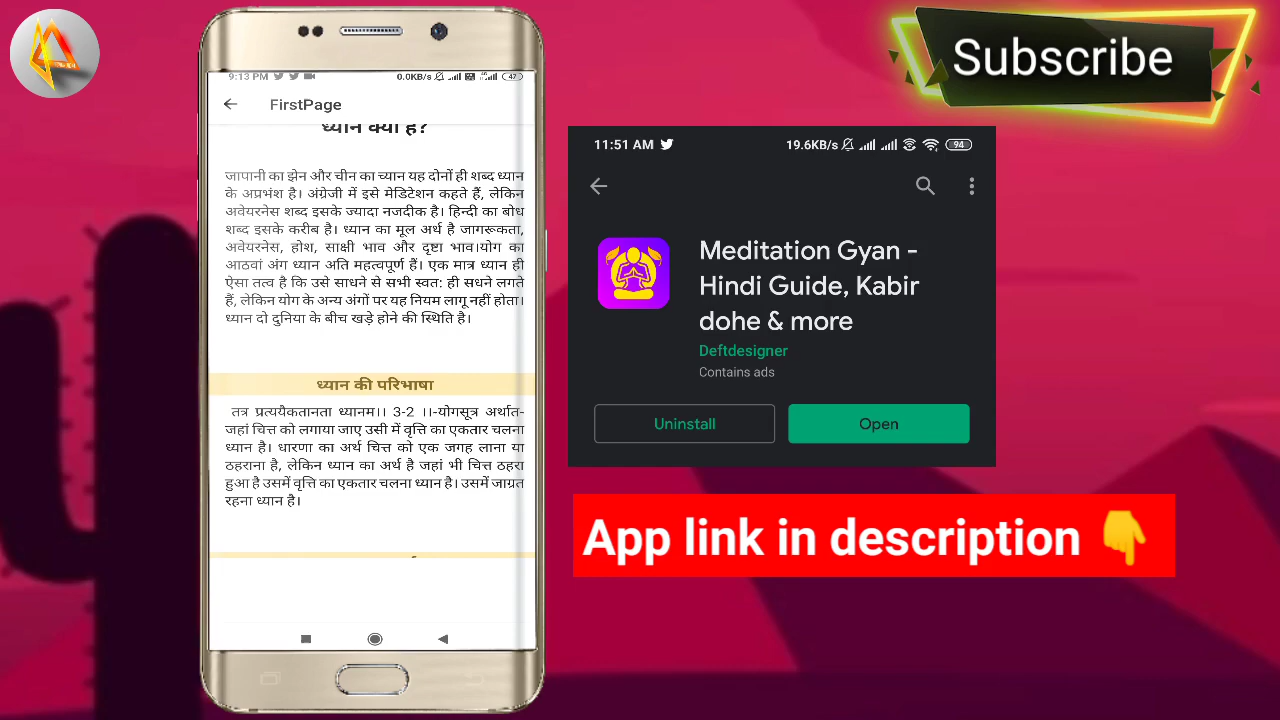 9:13 PM
0.0KB/s
47
FirstPage
ध्यान क्या है?
जापानी का झेन और चीन का च्यान यह दोनों ही शब्द ध्यान
के अप्रभंश है। अंग्रेजी में इसे मेडिटेशन कहते हैं, लेकिन
अवेयरनेस शब्द इसके ज्यादा नजदीक है। हिन्दी का बोध
शब्द इसके करीब है। ध्यान का मूल अर्थ है जागरूकता,
अवेयरनेस, होश, साक्षी भाव और दृष्टा भाव।योग का
आठवां अंग ध्यान अति महत्वपूर्ण हैं। एक मात्र ध्यान ही
ऐसा तत्व है कि उसे साधने से सभी स्वत: ही सधने लगते
हैं, लेकिन योग के अन्य अंगों पर यह नियम लागू नहीं होता।
ध्यान दो दुनिया के बीच खड़े होने की स्थिति है।
ध्यान की परिभाषा
तत्र प्रत्ययैकतानता ध्यानम।। 3-2 ।।-योगसूत्र अर्थात-
जहां चित्त को लगाया जाए उसी में वृत्ति का एकतार चलना
ध्यान है। धारणा का अर्थ चित्त को एक जगह लाना या
ठहराना है, लेकिन ध्यान का अर्थ है जहां भी चित्त ठहरा
हुआ है उसमें वृत्ति का एकतार चलना ध्यान है। उसमें जाग्रत
रहना ध्यान है।
Subscribe
11:51 AM
19.6KB/s
94
Meditation Gyan -
Hindi Guide, Kabir
dohe & more
Deftdesigner
Contains ads
Uninstall
Open
App link in description 👇